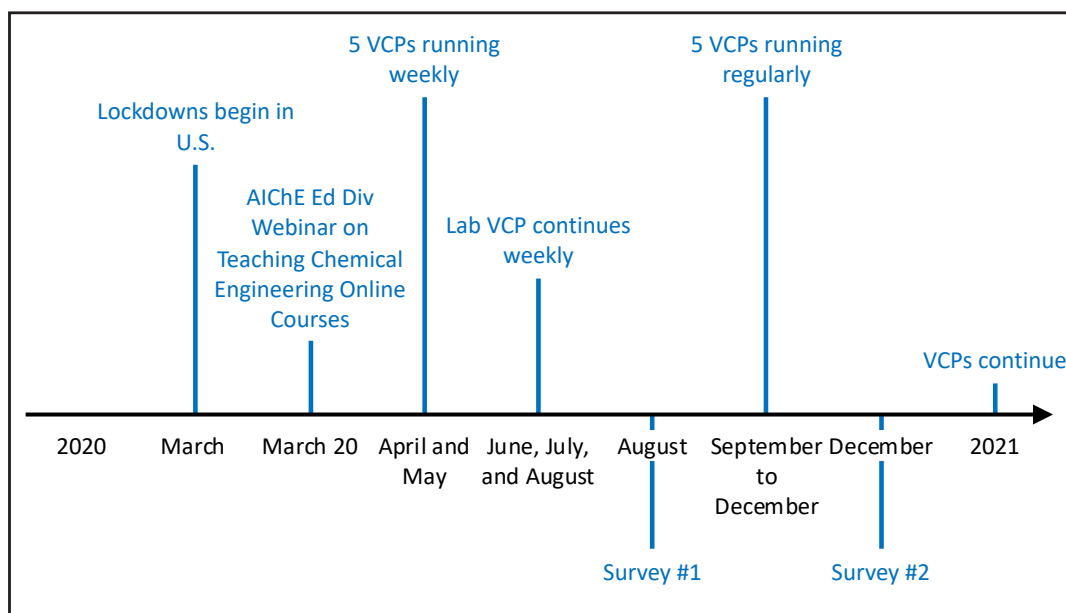 5 VCPs running
weekly
5 VCPs running
regularly
Lockdowns begin in
U.S.
AIChE Ed Div
Webinar on
Teaching Chemical
Engineering Online
Courses
Lab VCP continues
weekly
VCPs continue
2020
March
March 20
April and
May
June, July,
and August
August
September
to
December
December
2021
Survey #1
Survey #2